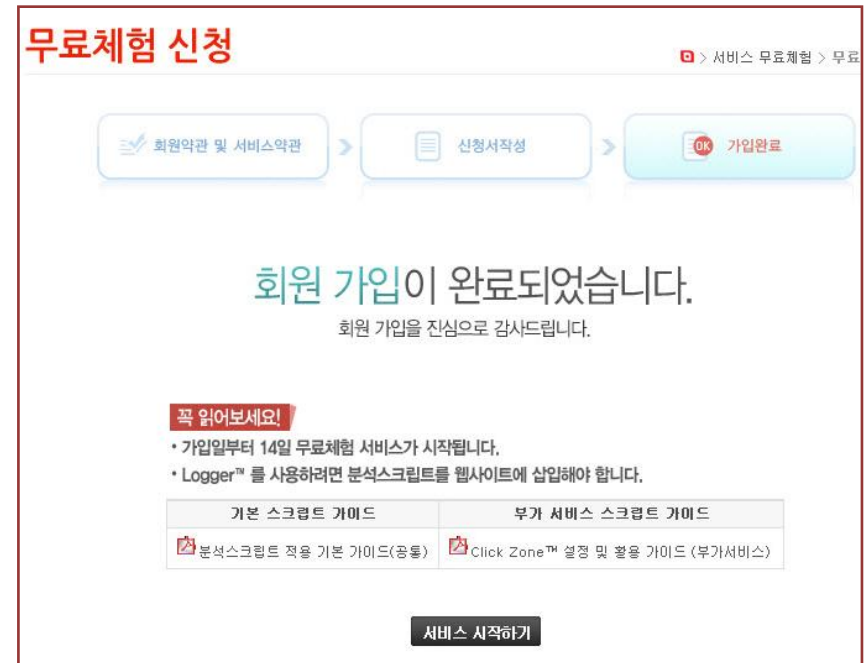 무료체험 신청
> 서비스 무료체험 > 무료
회원약관 및 서비스약관
신청서작성
OK 가입완료
회원 가입이 완료되었습니다.
회원 가입을 진심으로 감사드립니다.
꼭 읽어보세요!
• 가입일부터 14일 무료체험 서비스가 시작됩니다.
• Logger™ 를 사용하려면 분석스크립트를 웹사이트에 삽입해야 합니다.
기본 스크립트 가이드
부가 서비스 스크립트 가이드
분석스크립트 적용 기본 가이드(공통)
Click Zone™ 설정 및 활용 가이드 (부가서비스)
서비스 시작하기